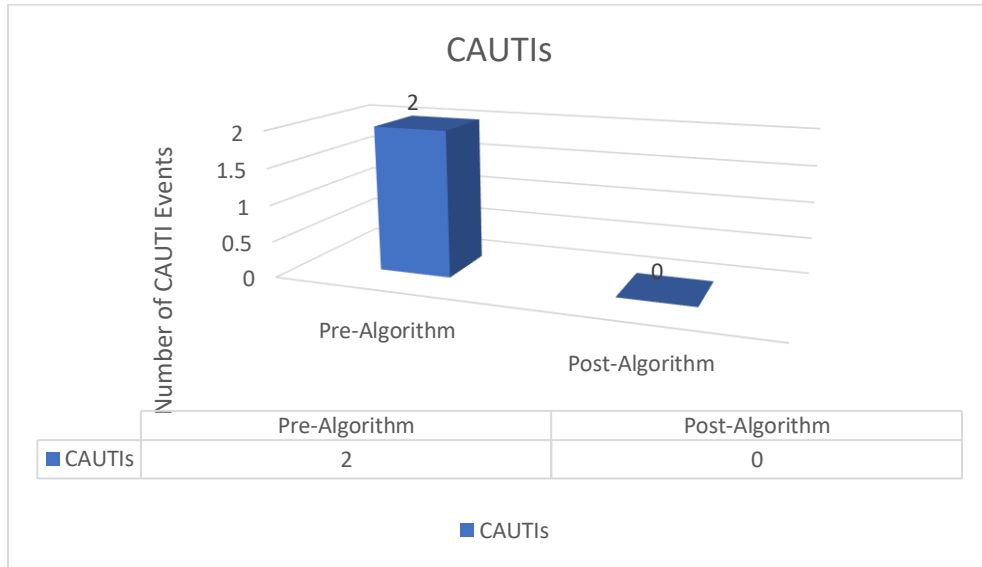 CAUTIs
Number of CAUTI Events
2
1.5
1
0.5
0
2
0
Pre-Algorithm
Post-Algorithm
Pre-Algorithm Post-Algorithm
CAUTIs 2 0
CAUTIs